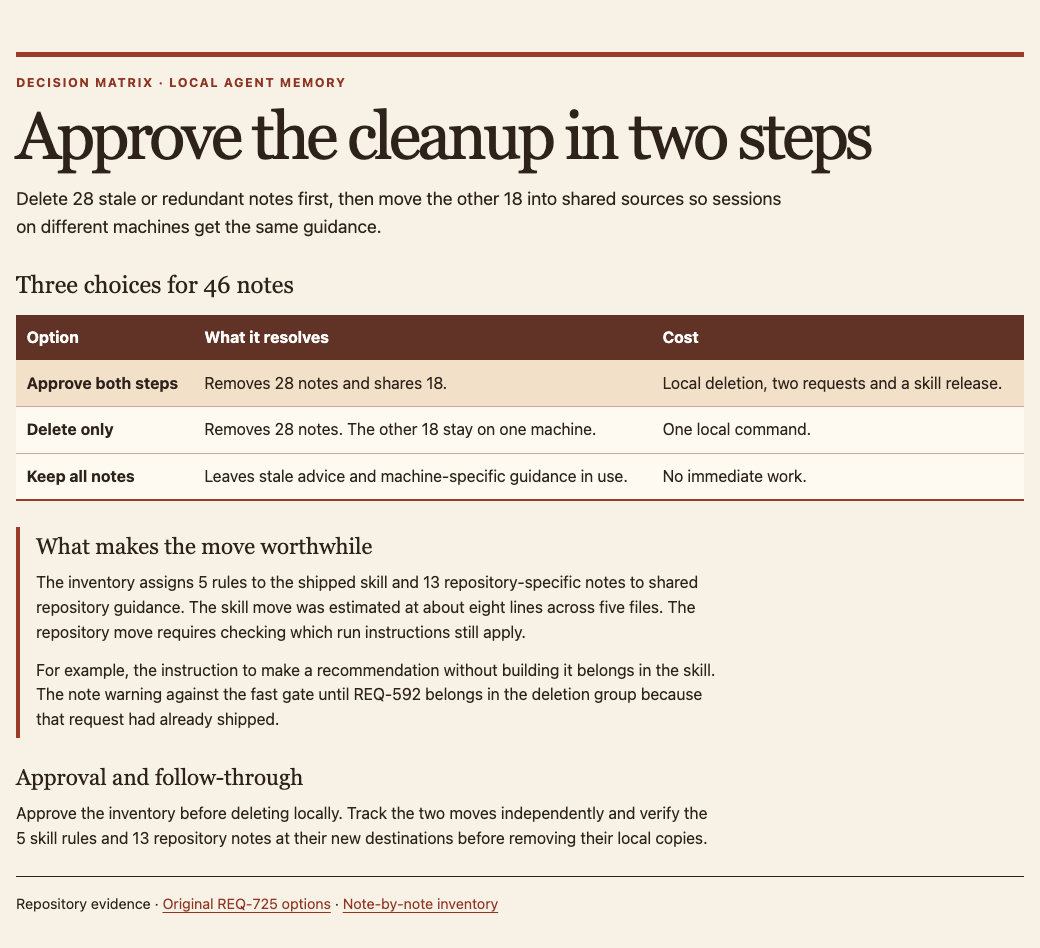 DECISION MATRIX · LOCAL AGENT MEMORY
Approve the cleanup in two steps
Delete 28 stale or redundant notes first, then move the other 18 into shared sources so sessions
on different machines get the same guidance.
Three choices for 46 notes
Option What it resolves Cost
Approve both steps Removes 28 notes and shares 18. Local deletion, two requests and a skill release.
Delete only Removes 28 notes. The other 18 stay on one machine. One local command.
Keep all notes Leaves stale advice and machine-specific guidance in use. No immediate work.
What makes the move worthwhile
The inventory assigns 5 rules to the shipped skill and 13 repository-specific notes to shared
repository guidance. The skill move was estimated at about eight lines across five files. The
repository move requires checking which run instructions still apply.
For example, the instruction to make a recommendation without building it belongs in the skill.
The note warning against the fast gate until REQ-592 belongs in the deletion group because
that request had already shipped.
Approval and follow-through
Approve the inventory before deleting locally. Track the two moves independently and verify the
5 skill rules and 13 repository notes at their new destinations before removing their local copies.
Repository evidence · Original REQ-725 options · Note-by-note inventory